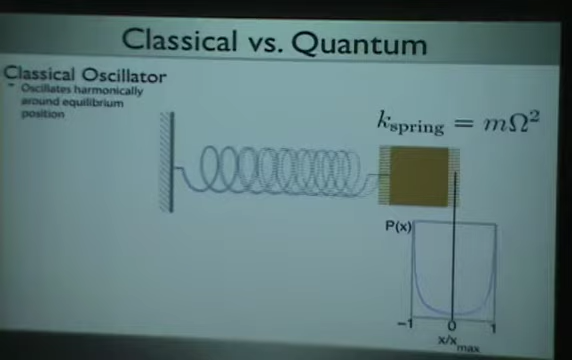 Classical vs. Quantum
Classical Oscillator
- Oscillates harmonically
around equilibrium
position
k_spring = mΩ²
P(x)
-1 0 1
x/x_max